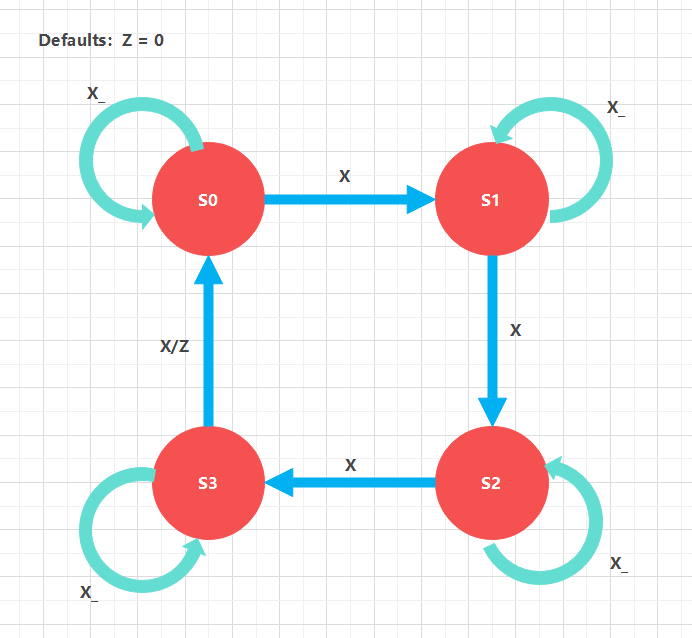 Defaults: Z = 0
X_
X_
X
S0
S1
X
X/Z
X
S3
S2
X_
X_